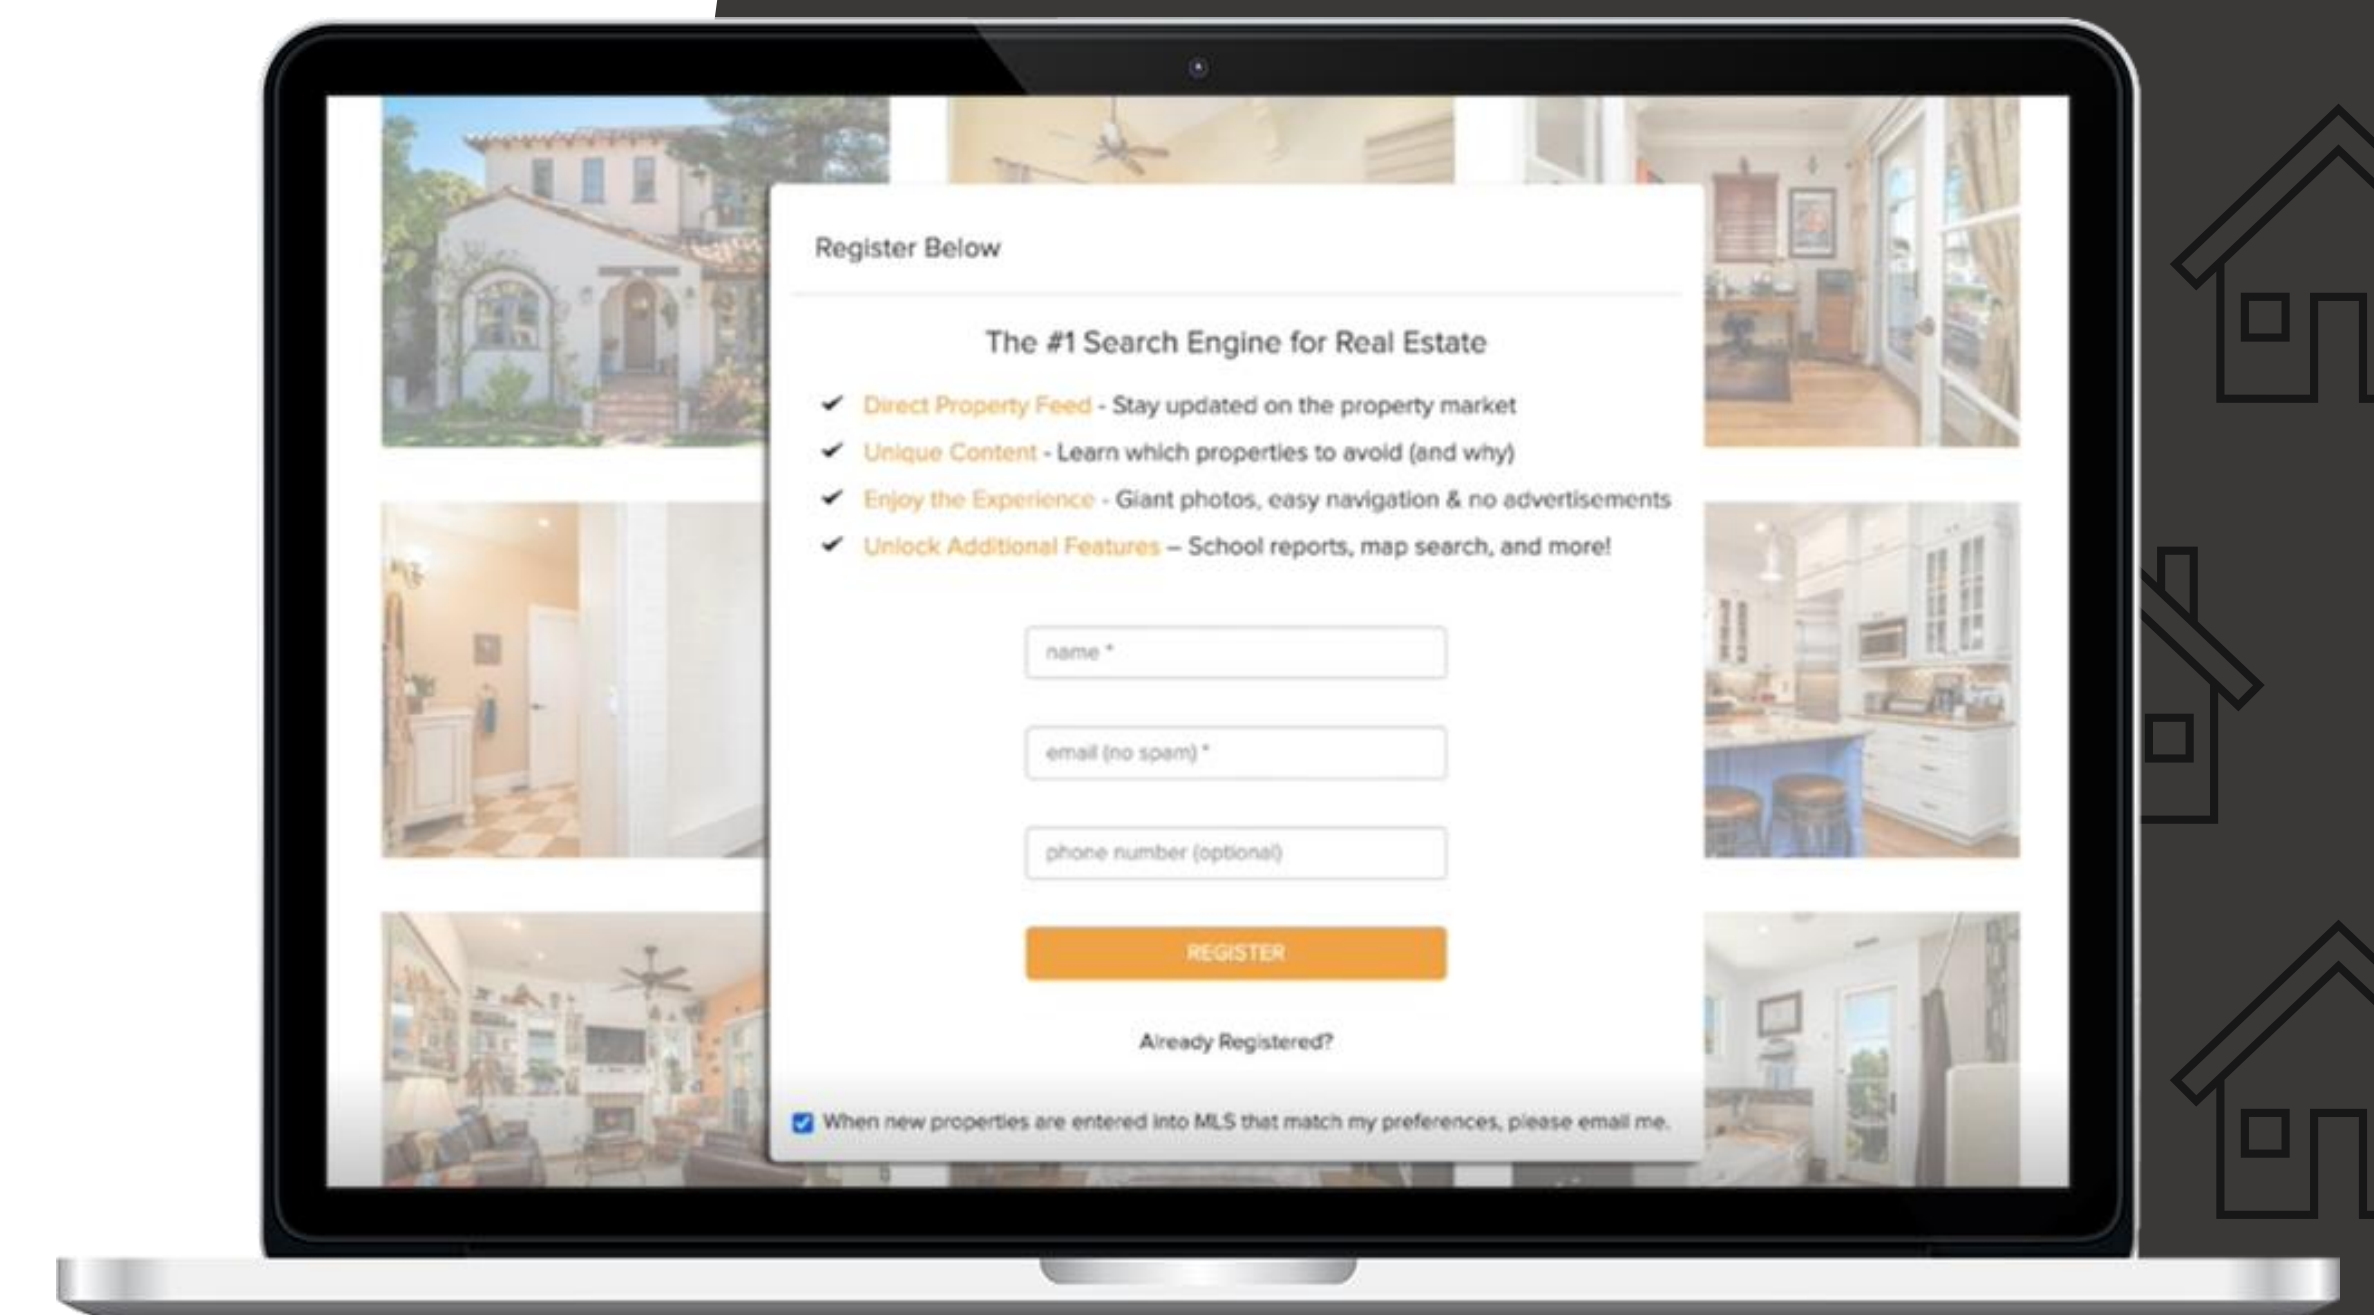 Register Below
The #1 Search Engine for Real Estate
Direct Property Feed - Stay updated on the property market
Unique Content - Learn which properties to avoid (and why)
Enjoy the Experience - Giant photos, easy navigation & no advertisements
Unlock Additional Features – School reports, map search, and more!
name *
email (no spam) *
phone number (optional)
REGISTER
Already Registered?
When new properties are entered into MLS that match my preferences, please email me.